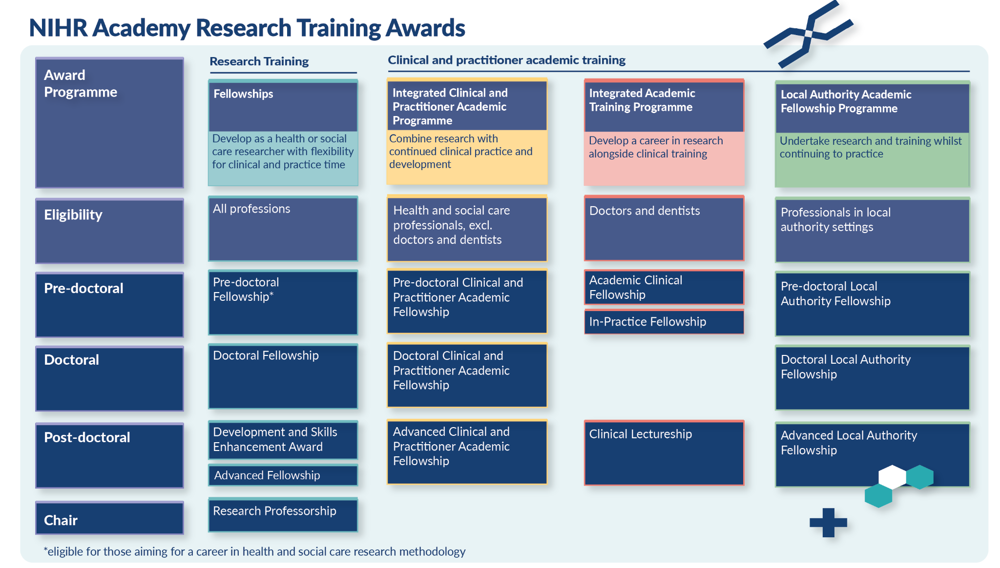 NIHR Academy Research Training Awards
Research Training
Clinical and practitioner academic training
Award
Programme
Fellowships
Develop as a health or social
care researcher with flexibility
for clinical and practice time
Integrated Clinical and
Practitioner Academic
Programme
Combine research with
continued clinical practice and
development
Integrated Academic
Training Programme
Develop a career in research
alongside clinical training
Local Authority Academic
Fellowship Programme
Undertake research and training whilst
continuing to practice
Eligibility
All professions
Health and social care
professionals, excl.
doctors and dentists
Doctors and dentists
Professionals in local
authority settings
Pre-doctoral
Pre-doctoral
Fellowship*
Pre-doctoral Clinical and
Practitioner Academic
Fellowship
Academic Clinical
Fellowship
In-Practice Fellowship
Pre-doctoral Local
Authority Fellowship
Doctoral
Doctoral Fellowship
Doctoral Clinical and
Practitioner Academic
Fellowship
Doctoral Local Authority
Fellowship
Post-doctoral
Development and Skills
Enhancement Award
Advanced Fellowship
Advanced Clinical and
Practitioner Academic
Fellowship
Clinical Lectureship
Advanced Local Authority
Fellowship
Chair
Research Professorship
*eligible for those aiming for a career in health and social care research methodology